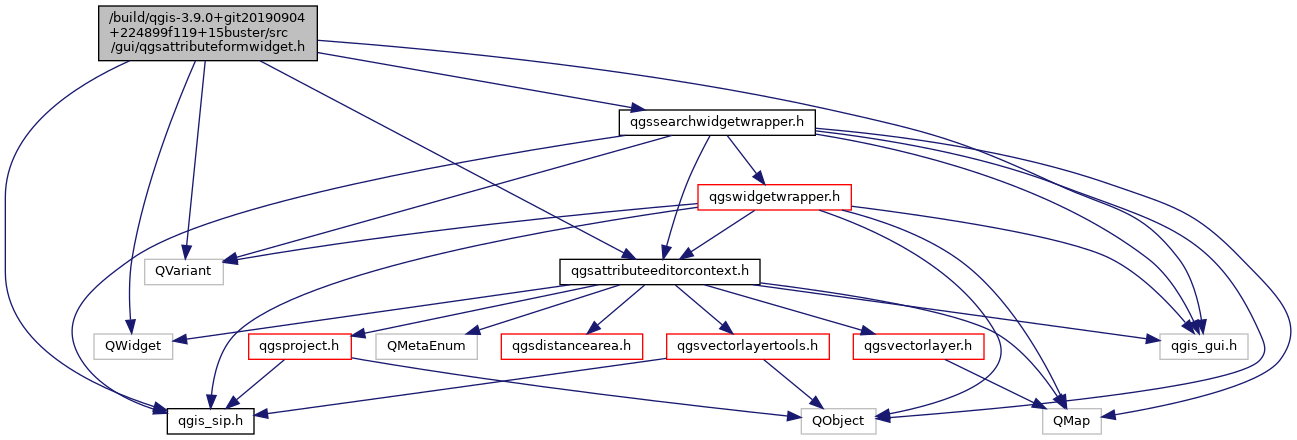 /build/qgis-3.9.0+git20190904
+224899f119+15buster/src
/gui/qgsattributeformwidget.h
qgssearchwidgetwrapper.h
qgswidgetwrapper.h
QVariant
qgsattributeeditorcontext.h
QWidget
qgsproject.h
QMetaEnum
qgsdistancearea.h
qgsvectorlayertools.h
qgsvectorlayer.h
qgis_gui.h
qgis_sip.h
QObject
QMap